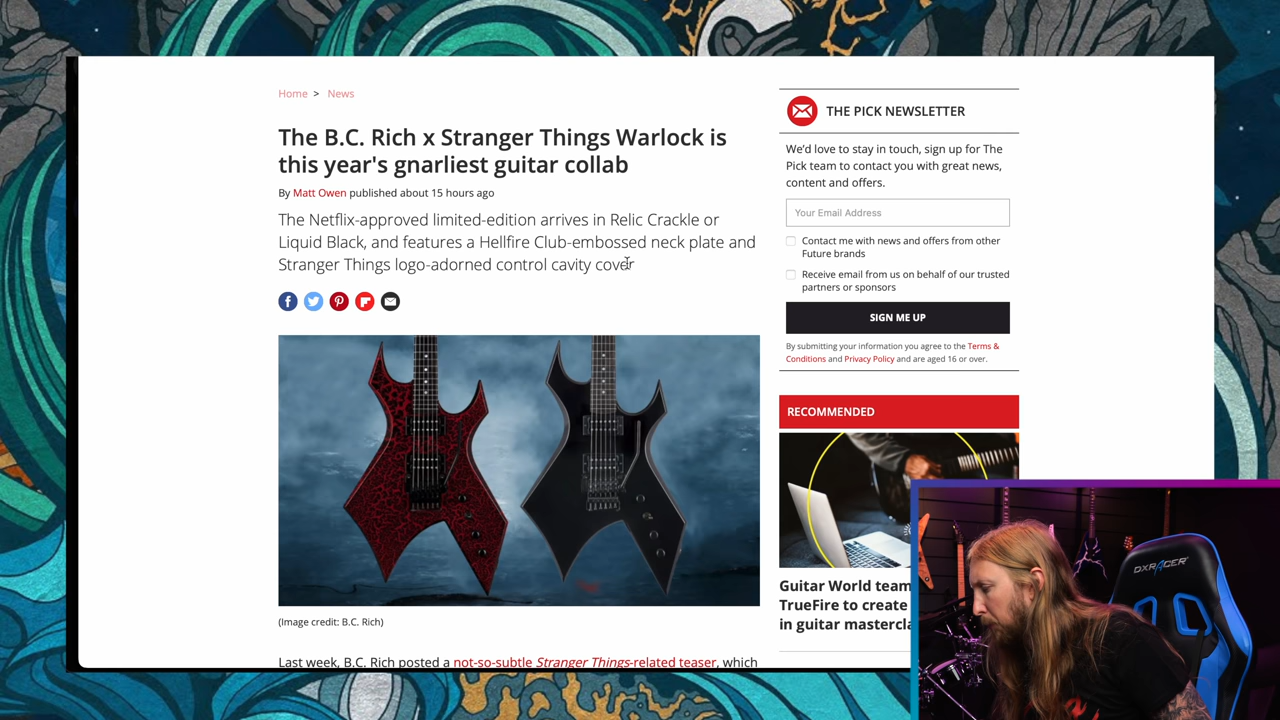 Home > News
The B.C. Rich x Stranger Things Warlock is
this year's gnarliest guitar collab
By Matt Owen published about 15 hours ago
The Netflix-approved limited-edition arrives in Relic Crackle or
Liquid Black, and features a Hellfire Club-embossed neck plate and
Stranger Things logo-adorned control cavity cover
(Image credit: B.C. Rich)
Last week, B.C. Rich posted a not-so-subtle Stranger Things-related teaser, which
THE PICK NEWSLETTER
We'd love to stay in touch, sign up for The
Pick team to contact you with great news,
content and offers.
Your Email Address
Contact me with news and offers from other
Future brands
Receive email from us on behalf of our trusted
partners or sponsors
SIGN ME UP
By submitting your information you agree to the Terms &
Conditions and Privacy Policy and are aged 16 or over.
RECOMMENDED
Guitar World team
TrueFire to create
in guitar mastercla
DXRACER